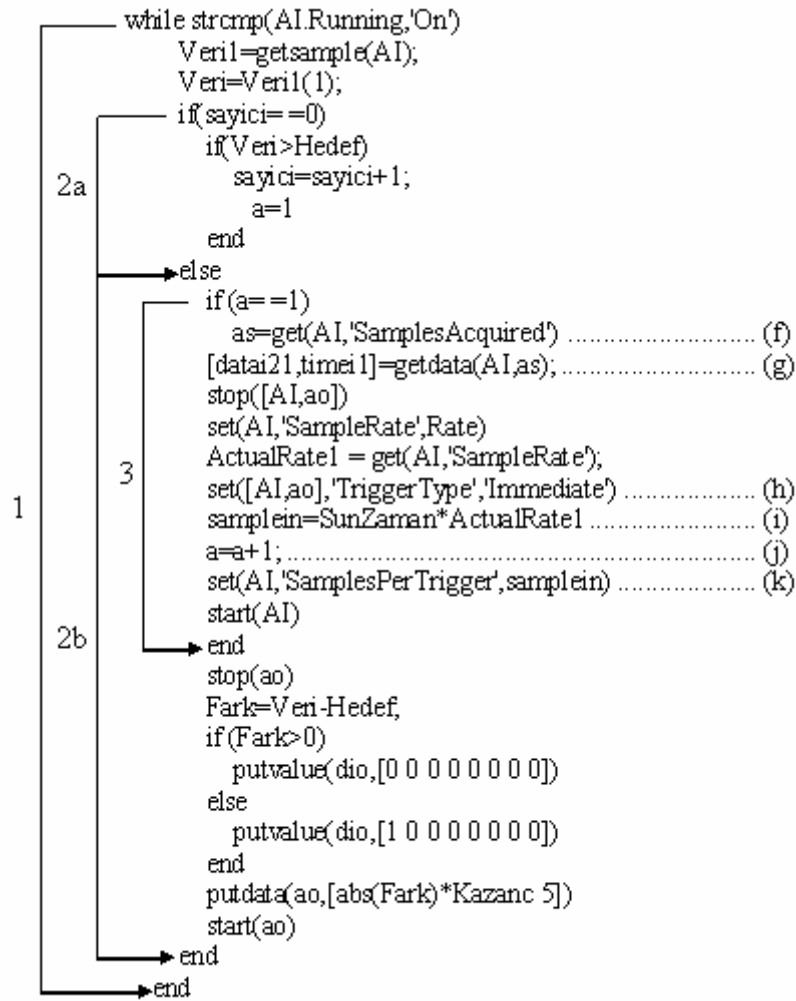 while strcmp(AI.Running,'On')
Veri1=getsample(AI);
Veri=Veri1(1);
if(sayici==0)
if(Veri>Hedef)
2a
sayici=sayici+1;
a=1
end
else
if(a==1)
as=get(AI,'SamplesAcquired') ........................ (f)
[datai21,timei1]=getdata(AI,as); ........................ (g)
stop([AI,ao])
set(AI,'SampleRate',Rate)
3
ActualRate1 = get(AI,'SampleRate');
set([AI,ao],'TriggerType','Immediate') ................. (h)
1
samplein=SunZaman*ActualRate1 ..................... (i)
a=a+1; ............................................................ (j)
set(AI,'SamplesPerTrigger',samplein) .................. (k)
start(AI)
2b
end
stop(ao)
Fark=Veri-Hedef;
if(Fark>0)
putvalue(dio,[0 0 0 0 0 0 0 0])
else
putvalue(dio,[1 0 0 0 0 0 0 0])
end
putdata(ao,[abs(Fark)*Kazanc 5])
start(ao)
end
end